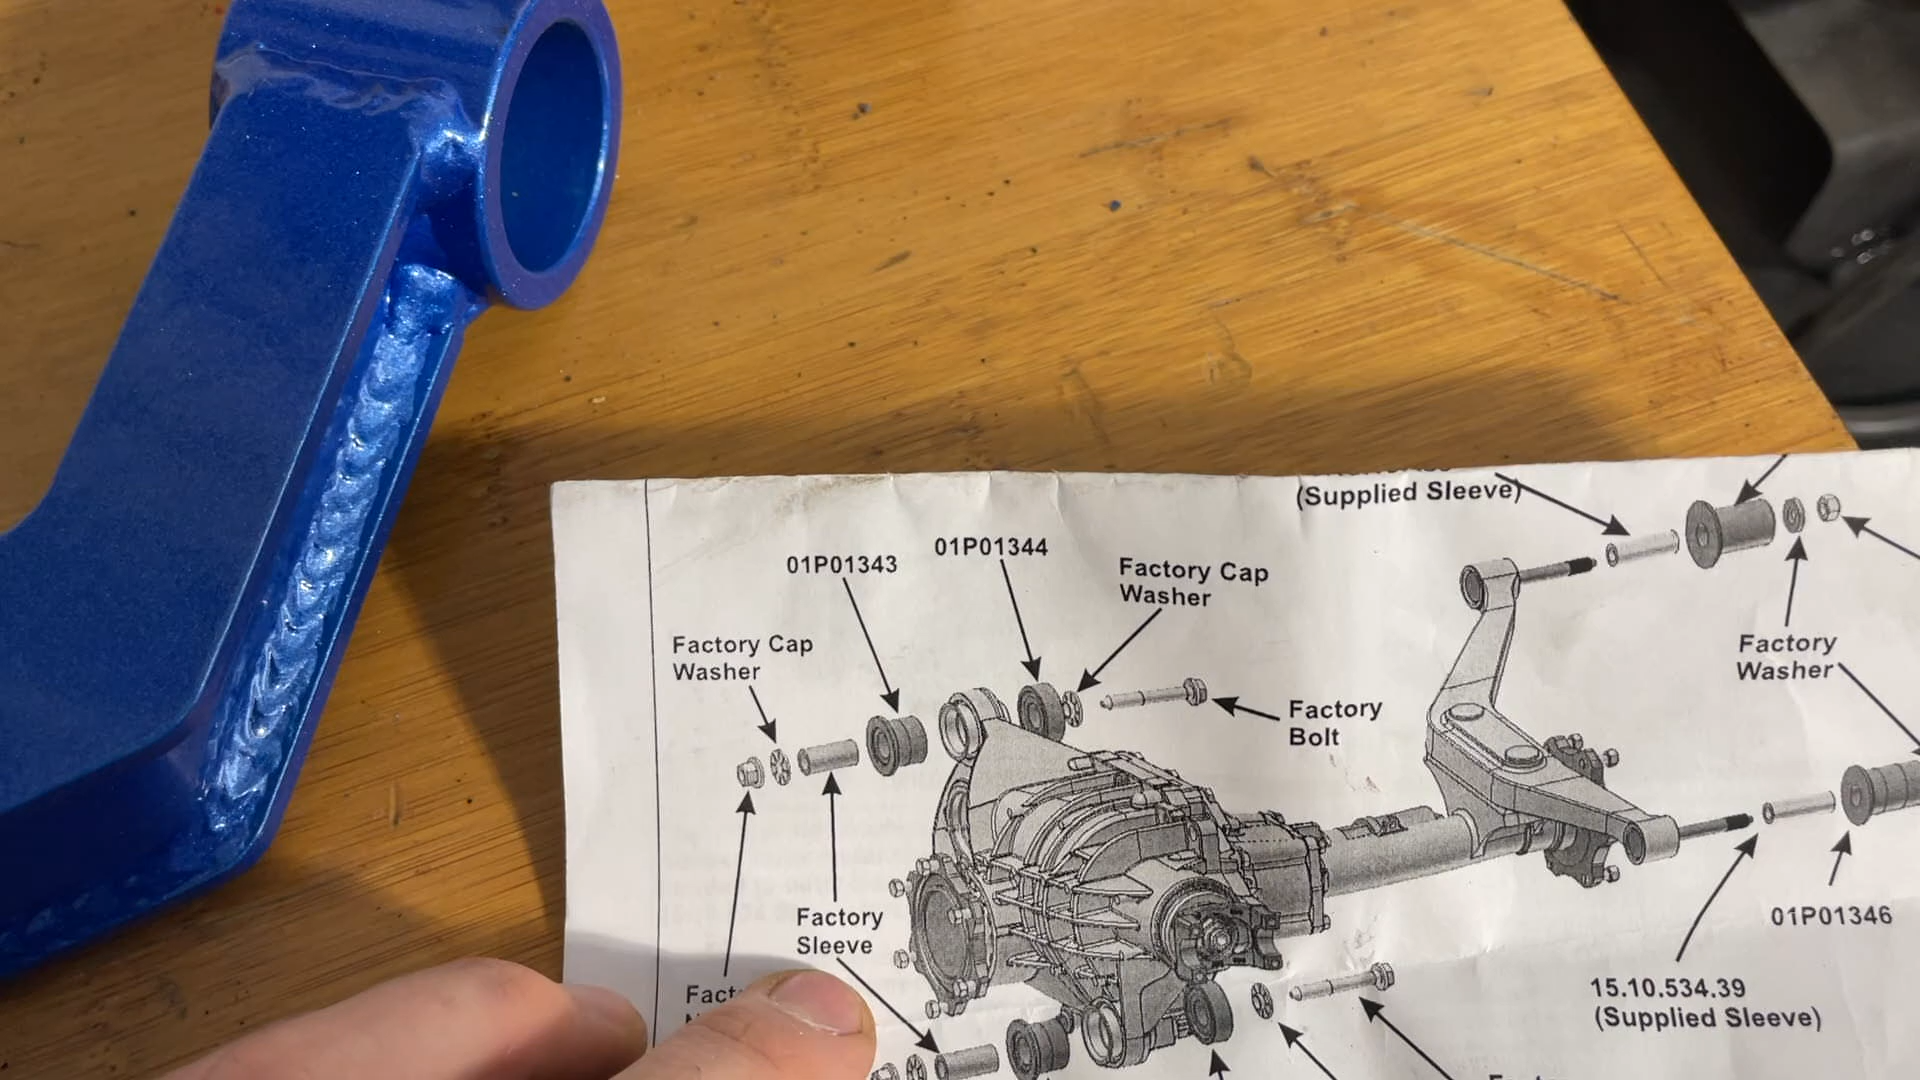 (Supplied Sleeve)
01P01344
01P01343
Factory Cap
Washer
Factory Cap
Washer
Factory
Washer
Factory
Bolt
Factory
Sleeve
01P01346
15.10.534.39
(Supplied Sleeve)